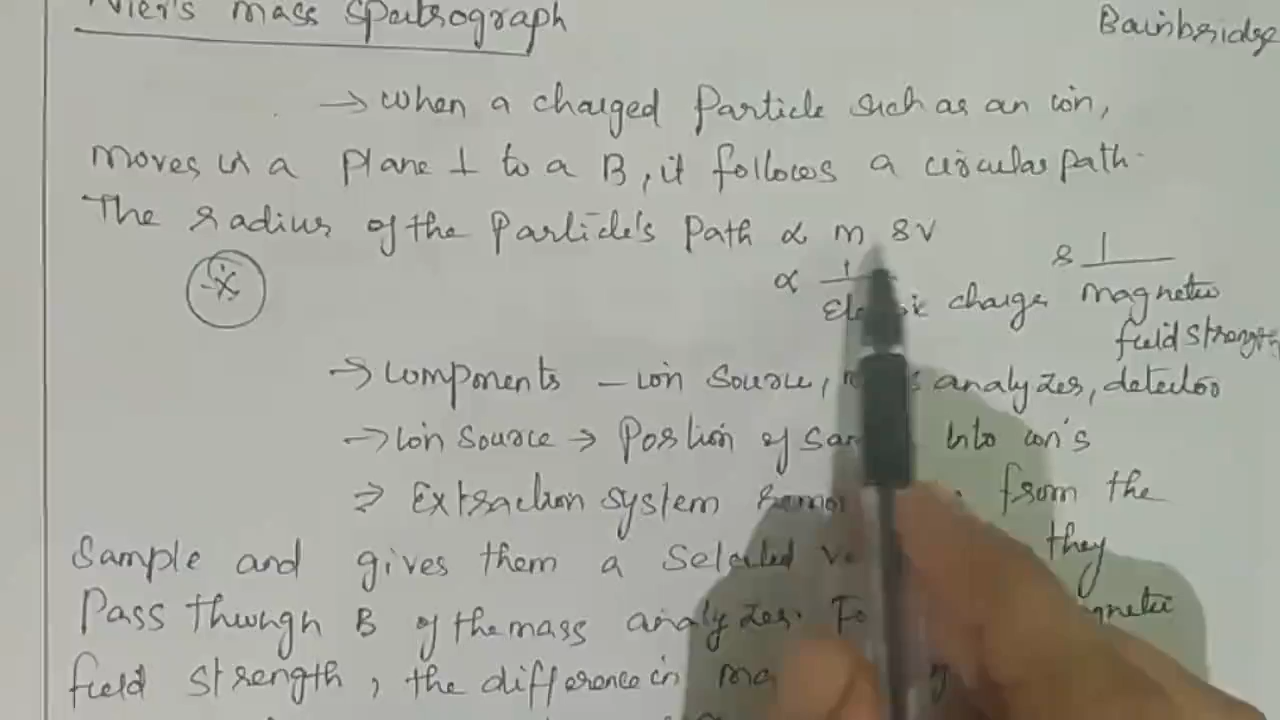 Nier's mass spectrograph
Bainbridge
→ When a charged Particle such as an ion,
moves in a Plane ⊥ to a B, it follows a circular path.
The radius of the Particle's Path ∝ m & v
∝ 1 & 1
charge magnetic
field strength
→ Components – ion source, analyzer, detector
→ ion source → Portion of into ion's
⇒ Extraction system from the
Sample and gives them a selected they
Pass through B of the mass analyzer.
field strength, the difference in